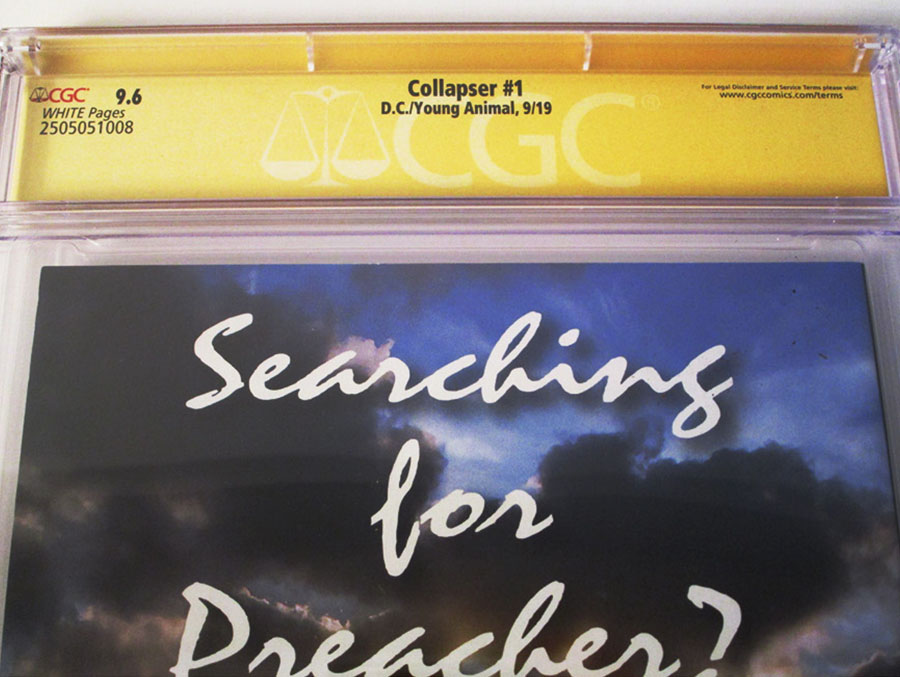 CGC 9.6
WHITE Pages
2505051008
Collapser #1
D.C./Young Animal, 9/19
For Legal Disclaimer and Service Terms please visit:
www.cgccomics.com/terms
CGC®
Searching
for
Preacher?